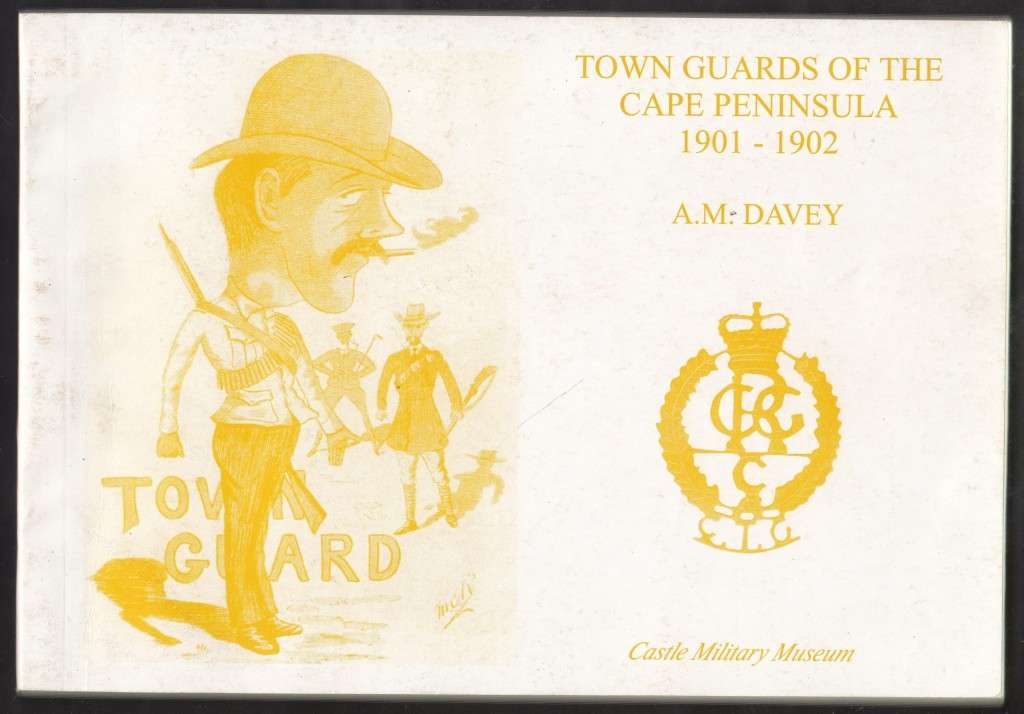 TOWN GUARDS OF THE
CAPE PENINSULA
1901 - 1902
A.M. DAVEY
TOWN
GUARD
Castle Military Museum